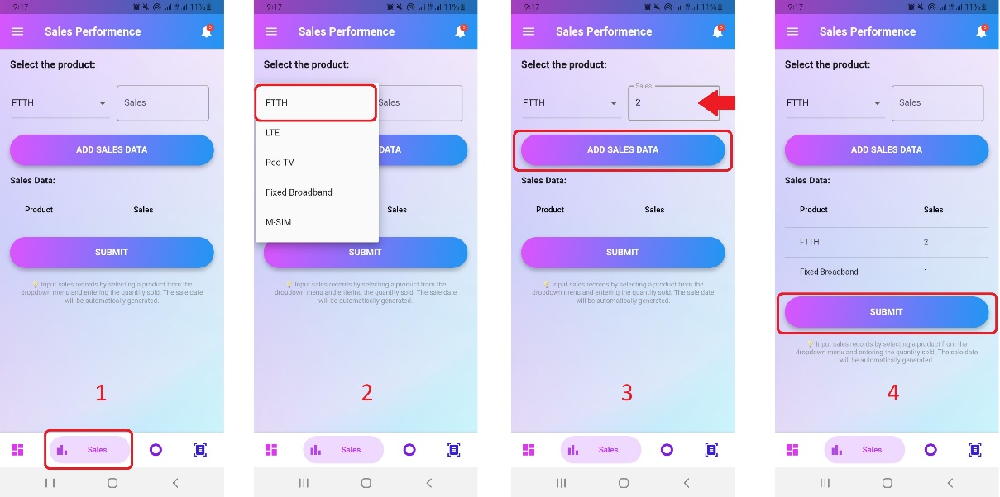 9:17
11%
Sales Performence
5
Select the product:
FTTH
Sales
ADD SALES DATA
Sales Data:
Product Sales
SUBMIT
💡 Input sales records by selecting a product from the
dropdown menu and entering the quantity sold. The sale date
will be automatically generated.
1
Sales
9:17
11%
Sales Performence
5
Select the product:
FTTH
Sales
LTE
Peo TV
DATA
Fixed Broadband
Sales
M-SIM
SUBMIT
💡 Input sales records by selecting a product from the
dropdown menu and entering the quantity sold. The sale date
will be automatically generated.
2
Sales
9:17
11%
Sales Performence
5
Select the product:
Sales
FTTH 2
ADD SALES DATA
Sales Data:
Product Sales
SUBMIT
💡 Input sales records by selecting a product from the
dropdown menu and entering the quantity sold. The sale date
will be automatically generated.
3
Sales
9:17
11%
Sales Performence
5
Select the product:
FTTH
Sales
ADD SALES DATA
Sales Data:
Product Sales
FTTH 2
Fixed Broadband 1
SUBMIT
💡 Input sales records by selecting a product from the
dropdown menu and entering the quantity sold. The sale date
will be automatically generated.
4
Sales